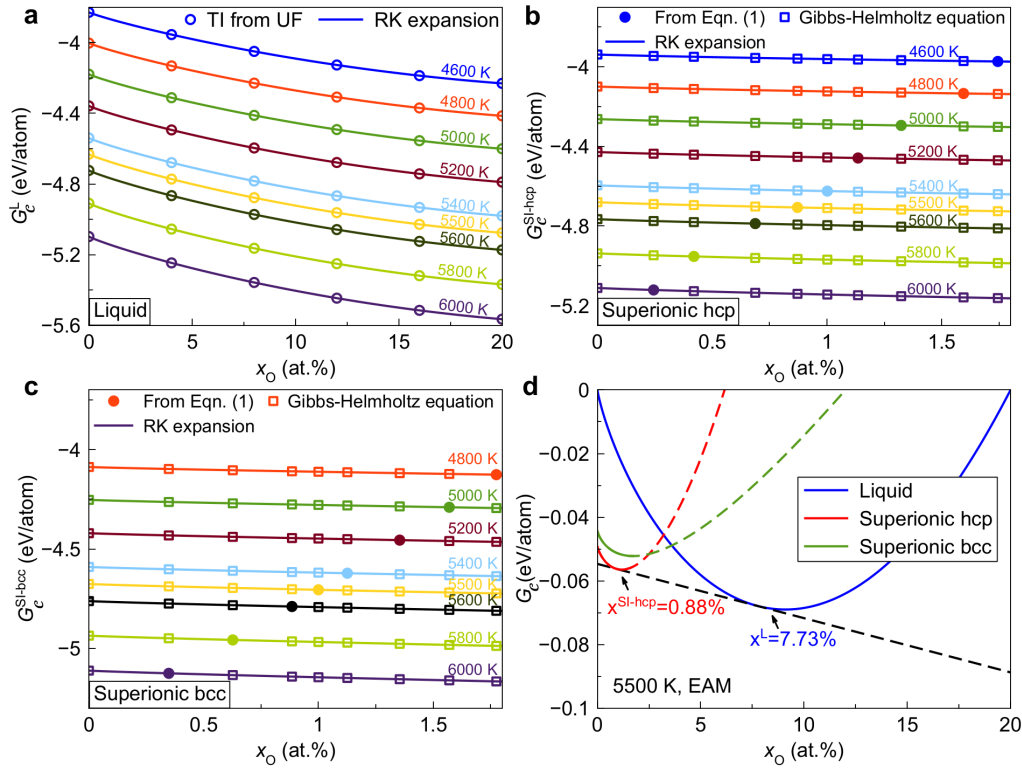 a
TI from UF RK expansion
−4
−4.4
−4.8
−5.2
−5.6
G_𝒞^L (eV/atom)
4600 K
4800 K
5000 K
5200 K
5400 K
5500 K
5600 K
5800 K
6000 K
Liquid
0 5 10 15 20
x_O (at.%)
b
From Eqn. (1) Gibbs-Helmholtz equation
RK expansion
−4
−4.4
−4.8
−5.2
G_𝒞^SI-hcp (eV/atom)
4600 K
4800 K
5000 K
5200 K
5400 K
5500 K
5600 K
5800 K
6000 K
Superionic hcp
0 0.5 1 1.5
x_O (at.%)
c
From Eqn. (1) Gibbs-Helmholtz equation
RK expansion
−4
−4.5
−5
G_𝒞^SI-bcc (eV/atom)
4800 K
5000 K
5200 K
5400 K
5500 K
5600 K
5800 K
6000 K
Superionic bcc
0 0.5 1 1.5
x_O (at.%)
d
0
−0.02
−0.04
−0.06
−0.08
−0.1
G_𝒞(eV/atom)
Liquid
Superionic hcp
Superionic bcc
x^SI-hcp=0.88%
x^L=7.73%
5500 K, EAM
0 5 10 15 20
x_O (at.%)